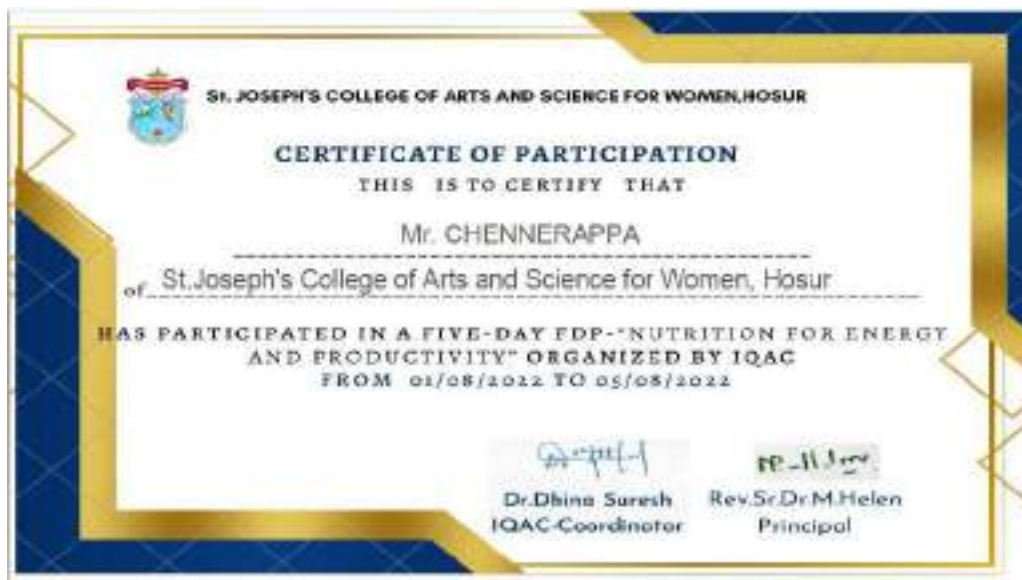 St. JOSEPH'S COLLEGE OF ARTS AND SCIENCE FOR WOMEN,HOSUR
CERTIFICATE OF PARTICIPATION
THIS IS TO CERTIFY THAT
Mr. CHENNERAPPA
of St.Joseph's College of Arts and Science for Women, Hosur
HAS PARTICIPATED IN A FIVE-DAY FDP-"NUTRITION FOR ENERGY
AND PRODUCTIVITY" ORGANIZED BY IQAC
FROM 01/08/2022 TO 05/08/2022
Dr.Dhina Suresh
IQAC-Coordinator
Rev.Sr.Dr.M.Helen
Principal